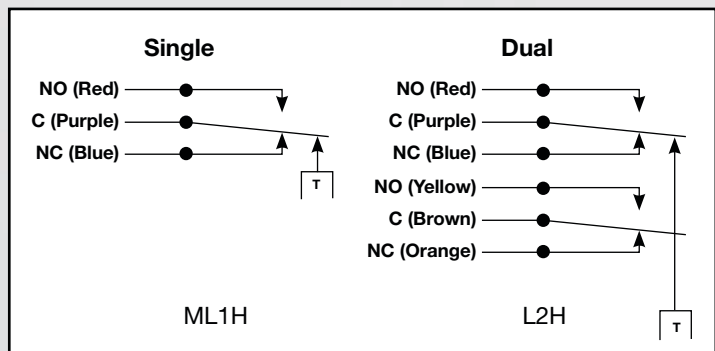 Single
NO (Red)
C (Purple)
NC (Blue)
T
ML1H
Dual
NO (Red)
C (Purple)
NC (Blue)
NO (Yellow)
C (Brown)
NC (Orange)
T
L2H